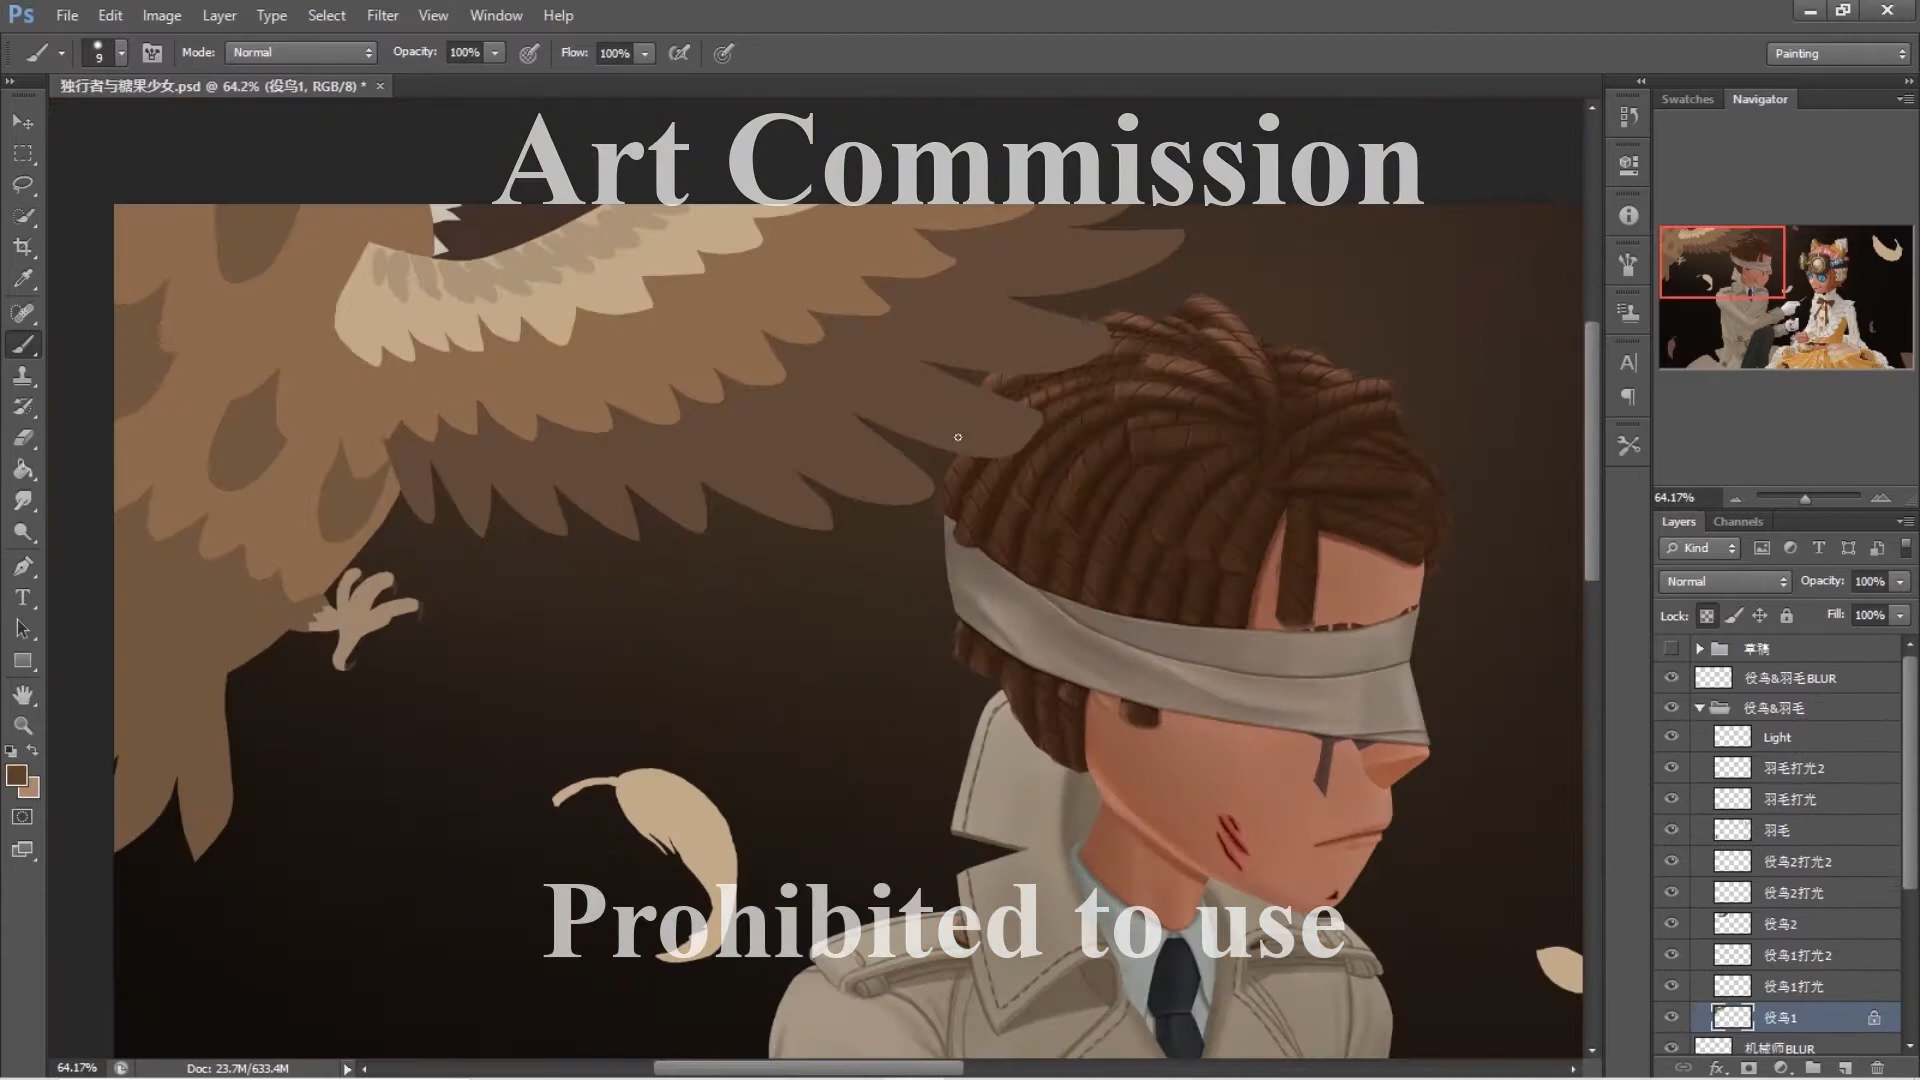 Ps File Edit Image Layer Type Select Filter View Window Help
9 Mode: Normal Opacity: 100% Flow: 100% Painting
独行者与糖果少女.psd @ 64.2% (役鸟1, RGB/8) *
Swatches Navigator
Art Commission
64.17%
Layers Channels
Kind
Normal Opacity: 100%
Lock: Fill: 100%
草稿
役鸟&羽毛BLUR
役鸟&羽毛
Light
羽毛打光2
羽毛打光
羽毛
役鸟2打光2
役鸟2打光
役鸟2
役鸟1打光2
役鸟1打光
役鸟1
机械师BLUR
Prohibited to use
64.17% Doc: 23.7M/633.4M